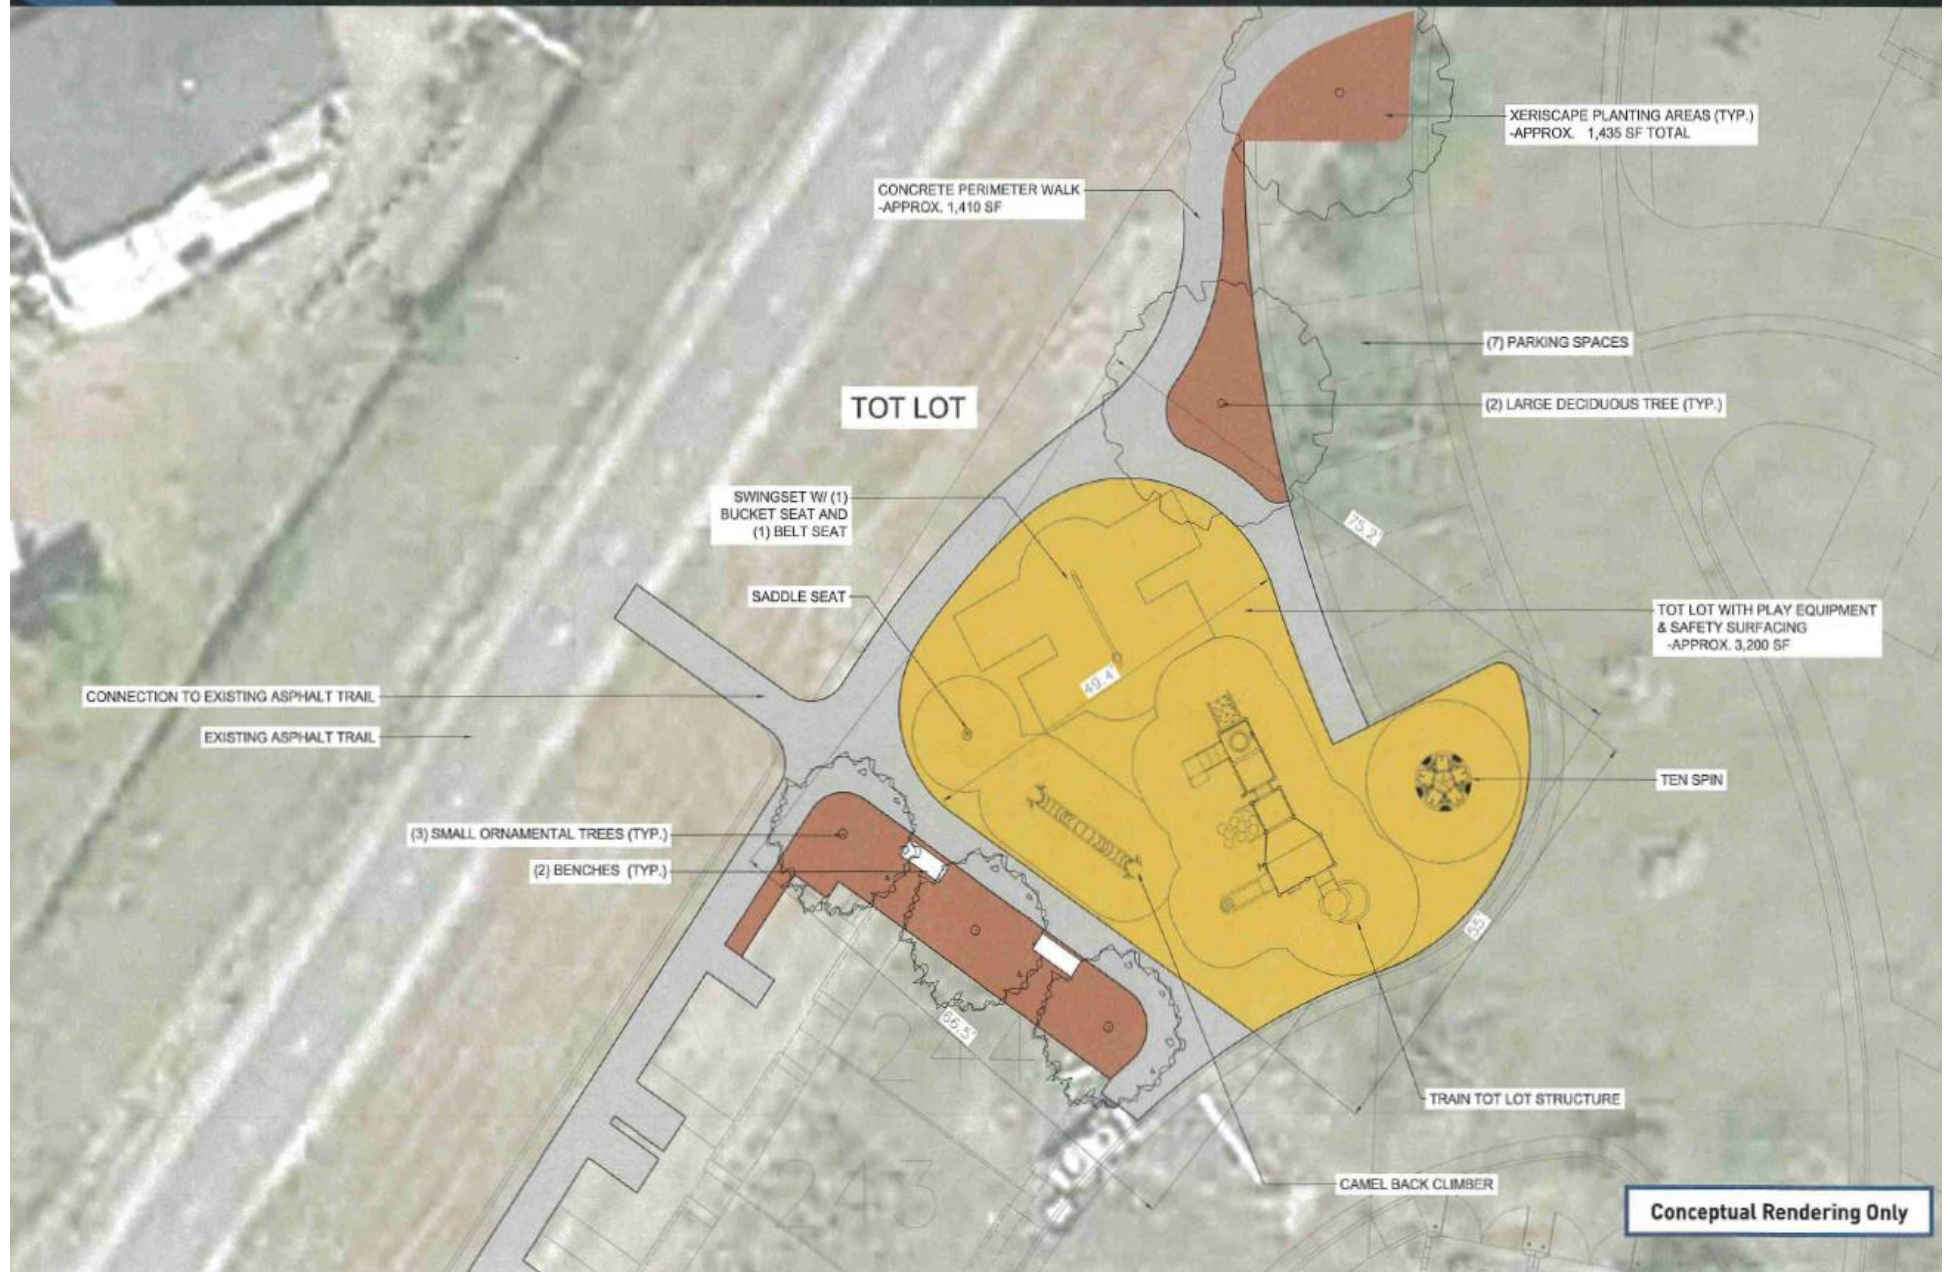 XERISCAPE PLANTING AREAS (TYP.)
-APPROX. 1,435 SF TOTAL
CONCRETE PERIMETER WALK
-APPROX. 1,410 SF
(7) PARKING SPACES
TOT LOT
(2) LARGE DECIDUOUS TREE (TYP.)
SWINGSET W/ (1)
BUCKET SEAT AND
(1) BELT SEAT
75.2'
SADDLE SEAT
TOT LOT WITH PLAY EQUIPMENT
& SAFETY SURFACING
-APPROX. 3,200 SF
49.4'
CONNECTION TO EXISTING ASPHALT TRAIL
EXISTING ASPHALT TRAIL
TEN SPIN
(3) SMALL ORNAMENTAL TREES (TYP.)
(2) BENCHES (TYP.)
55'
66.5'
244
TRAIN TOT LOT STRUCTURE
243
CAMEL BACK CLIMBER
Conceptual Rendering Only